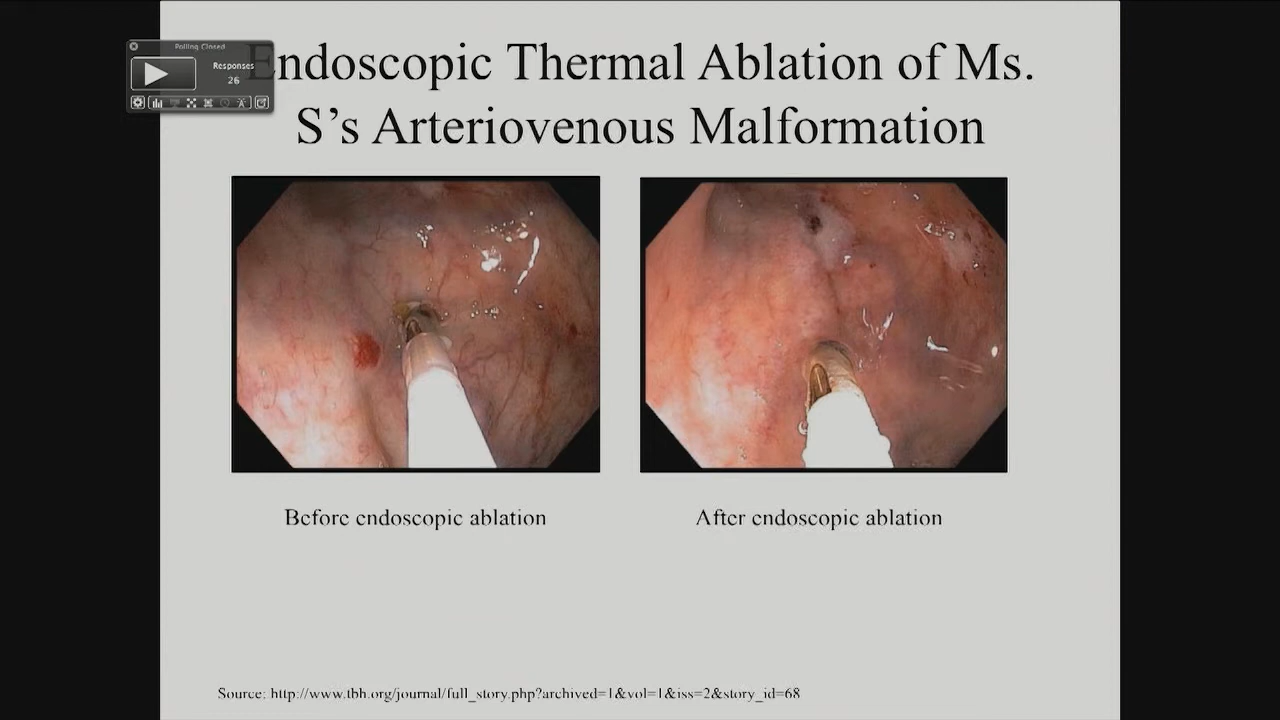 Polling Closed
Responses
26
Endoscopic Thermal Ablation of Ms.
S’s Arteriovenous Malformation
Before endoscopic ablation
After endoscopic ablation
Source: http://www.tbh.org/journal/full_story.php?archived=1&vol=1&iss=2&story_id=68